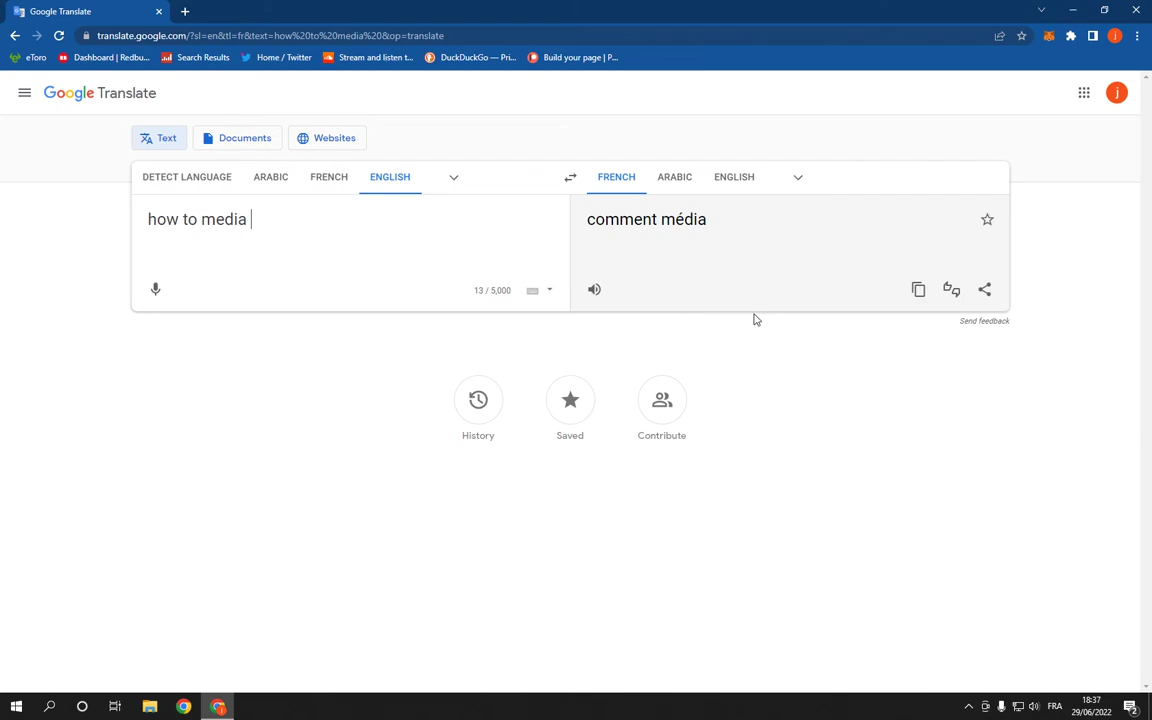 Google Translate
translate.google.com/?sl=en&tl=fr&text=how%20to%20media%20&op=translate
eToro
Dashboard | Redbu...
Search Results
Home / Twitter
Stream and listen t...
DuckDuckGo — Pri...
Build your page | P...
Google Translate
j
Text
Documents
Websites
DETECT LANGUAGE
ARABIC
FRENCH
ENGLISH
FRENCH
ARABIC
ENGLISH
how to media
comment média
13 / 5,000
Send feedback
History
Saved
Contribute
FRA
18:37
29/06/2022
2